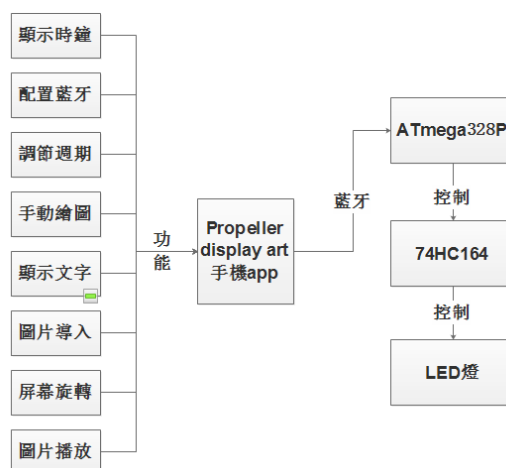 顯示時鐘
配置藍牙
調節週期
手動繪圖
顯示文字
圖片導入
屏幕旋轉
圖片播放
功
能
Propeller
display art
手機app
藍牙
ATmega328P
控制
74HC164
控制
LED燈